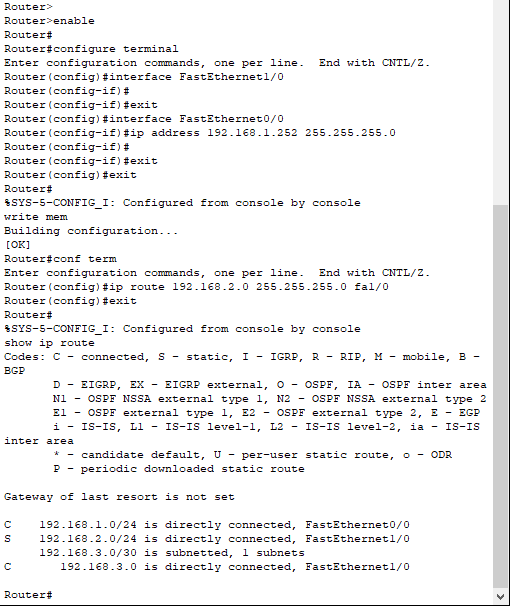 Router>
Router>enable
Router#
Router#configure terminal
Enter configuration commands, one per line.  End with CNTL/Z.
Router(config)#interface FastEthernet1/0
Router(config-if)#
Router(config-if)#exit
Router(config)#interface FastEthernet0/0
Router(config-if)#ip address 192.168.1.252 255.255.255.0
Router(config-if)#
Router(config-if)#exit
Router(config)#exit
Router#
%SYS-5-CONFIG_I: Configured from console by console
write mem
Building configuration...
[OK]
Router#conf term
Enter configuration commands, one per line.  End with CNTL/Z.
Router(config)#ip route 192.168.2.0 255.255.255.0 fa1/0
Router(config)#exit
Router#
%SYS-5-CONFIG_I: Configured from console by console
show ip route
Codes: C - connected, S - static, I - IGRP, R - RIP, M - mobile, B -
BGP
       D - EIGRP, EX - EIGRP external, O - OSPF, IA - OSPF inter area
       N1 - OSPF NSSA external type 1, N2 - OSPF NSSA external type 2
       E1 - OSPF external type 1, E2 - OSPF external type 2, E - EGP
       i - IS-IS, L1 - IS-IS level-1, L2 - IS-IS level-2, ia - IS-IS
inter area
       * - candidate default, U - per-user static route, o - ODR
       P - periodic downloaded static route

Gateway of last resort is not set

C    192.168.1.0/24 is directly connected, FastEthernet0/0
S    192.168.2.0/24 is directly connected, FastEthernet1/0
     192.168.3.0/30 is subnetted, 1 subnets
C       192.168.3.0 is directly connected, FastEthernet1/0

Router#